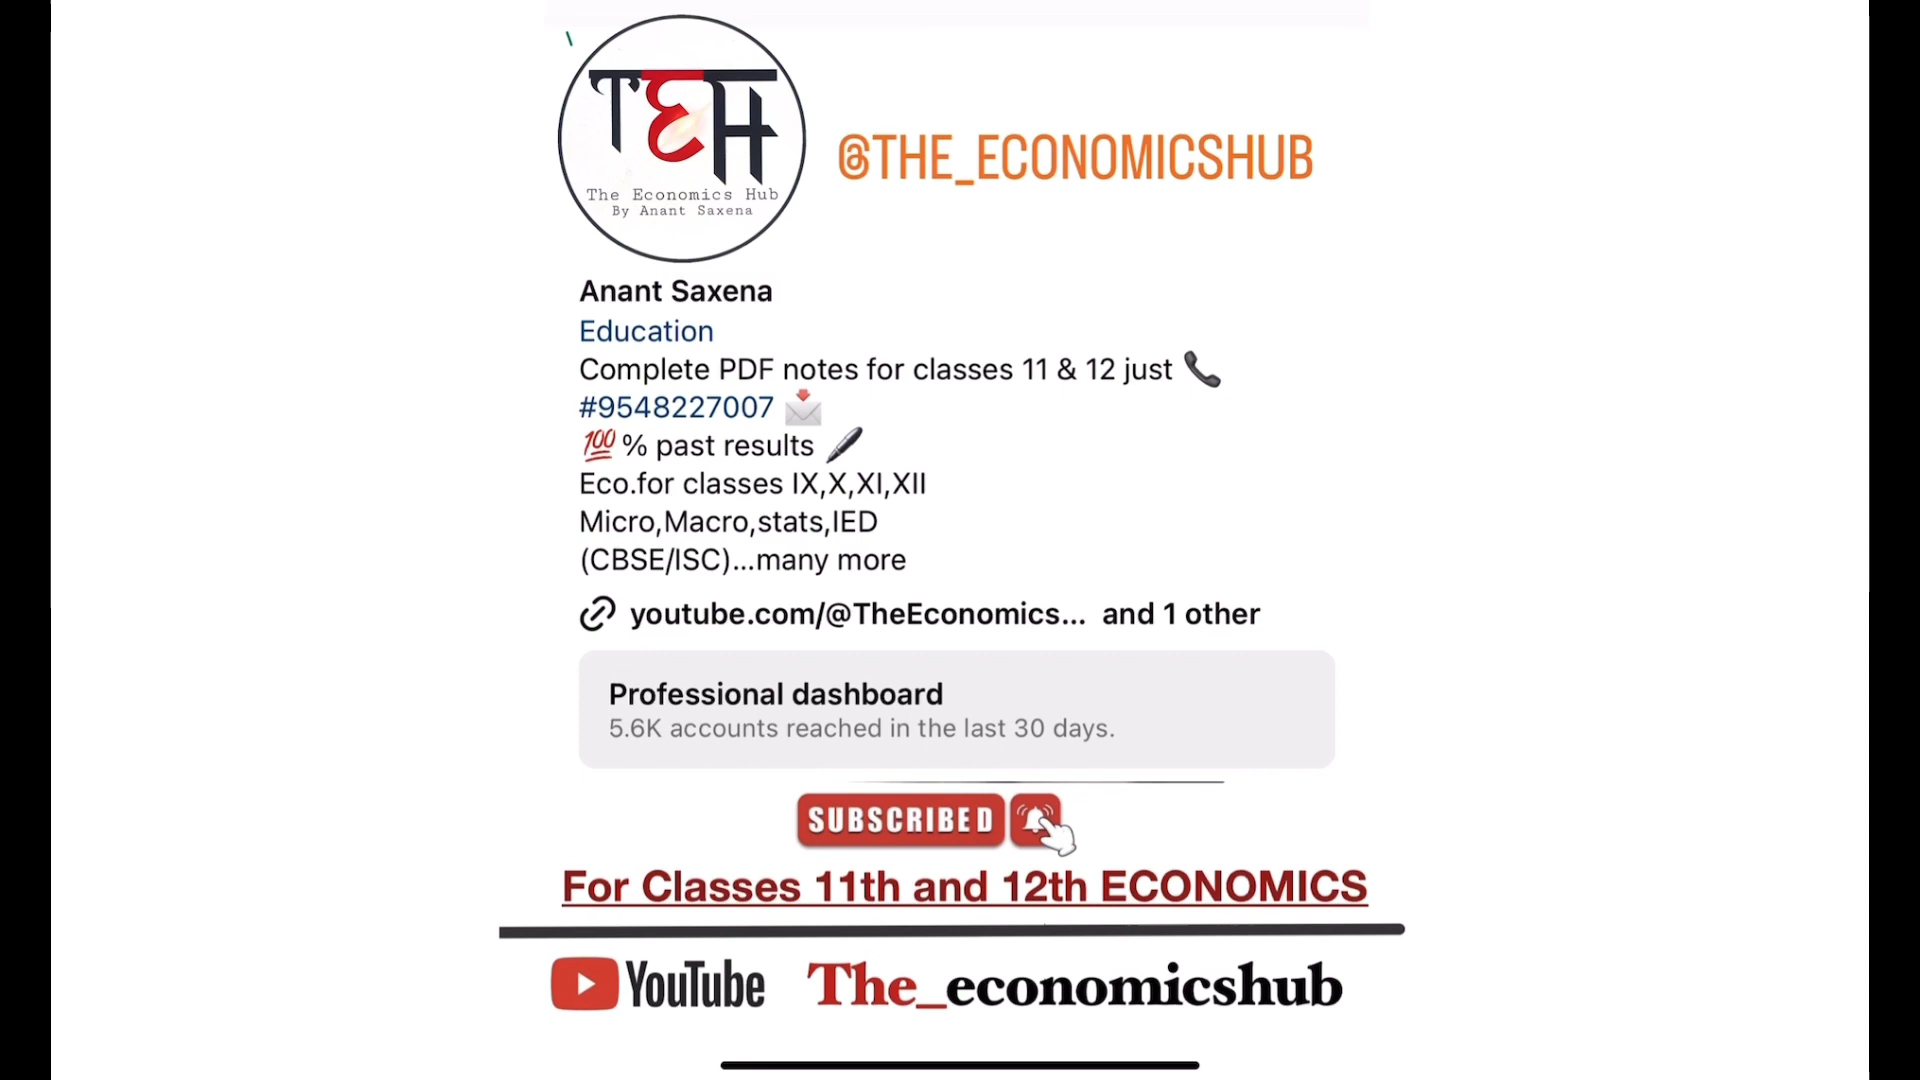 TEH
The Economics Hub
By Anant Saxena
@THE_ECONOMICSHUB
Anant Saxena
Education
Complete PDF notes for classes 11 & 12 just 📞
#9548227007 📩
💯 % past results 🖊️
Eco.for classes IX,X,XI,XII
Micro,Macro,stats,IED
(CBSE/ISC)...many more
youtube.com/@TheEconomics... and 1 other
Professional dashboard
5.6K accounts reached in the last 30 days.
SUBSCRIBED
For Classes 11th and 12th ECONOMICS
YouTube The_economicshub